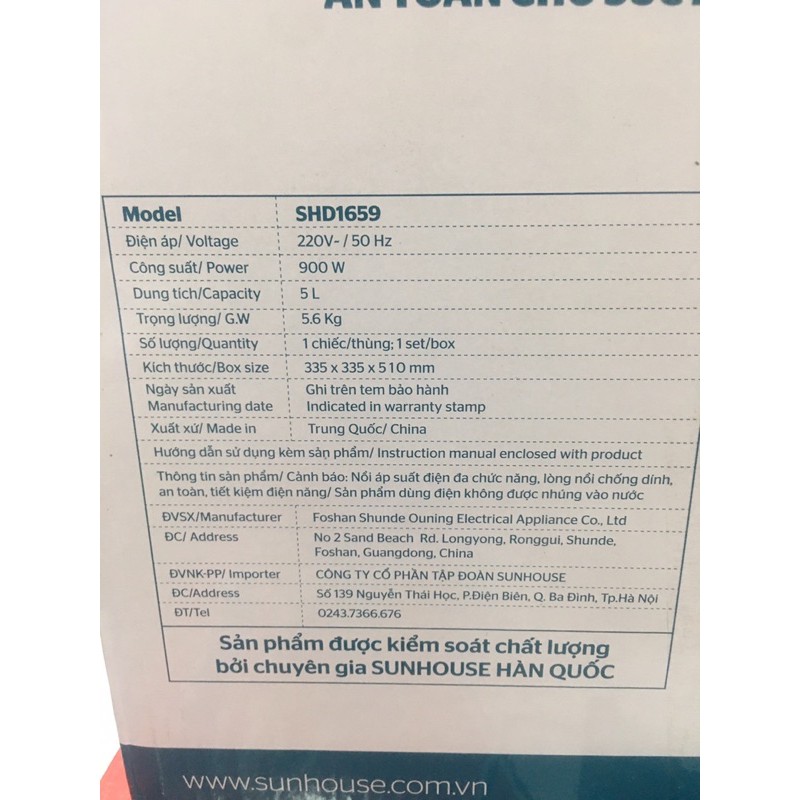 AN TOÀN CHO
Model SHD1659
Điện áp/ Voltage 220V- / 50 Hz
Công suất/ Power 900 W
Dung tích/Capacity 5 L
Trọng lượng/ G.W 5.6 Kg
Số lượng/Quantity 1 chiếc/thùng; 1 set/box
Kích thước/Box size 335 x 335 x 510 mm
Ngày sản xuất Ghi trên tem bảo hành
Manufacturing date Indicated in warranty stamp
Xuất xứ/ Made in Trung Quốc/ China
Hướng dẫn sử dụng kèm sản phẩm/ Instruction manual enclosed with product
Thông tin sản phẩm/ Cảnh báo: Nồi áp suất điện đa chức năng, lòng nồi chống dính,
an toàn, tiết kiệm điện năng/ Sản phẩm dùng điện không được nhúng vào nước
ĐVSX/Manufacturer Foshan Shunde Ouning Electrical Appliance Co., Ltd
ĐC/ Address No 2 Sand Beach Rd. Longyong, Ronggui, Shunde,
Foshan, Guangdong, China
ĐVNK-PP/ Importer CÔNG TY CỔ PHẦN TẬP ĐOÀN SUNHOUSE
ĐC/Address Số 139 Nguyễn Thái Học, P.Điện Biên, Q. Ba Đình, Tp.Hà Nội
ĐT/Tel 0243.7366.676
Sản phẩm được kiểm soát chất lượng
bởi chuyên gia SUNHOUSE HÀN QUỐC
www.sunhouse.com.vn